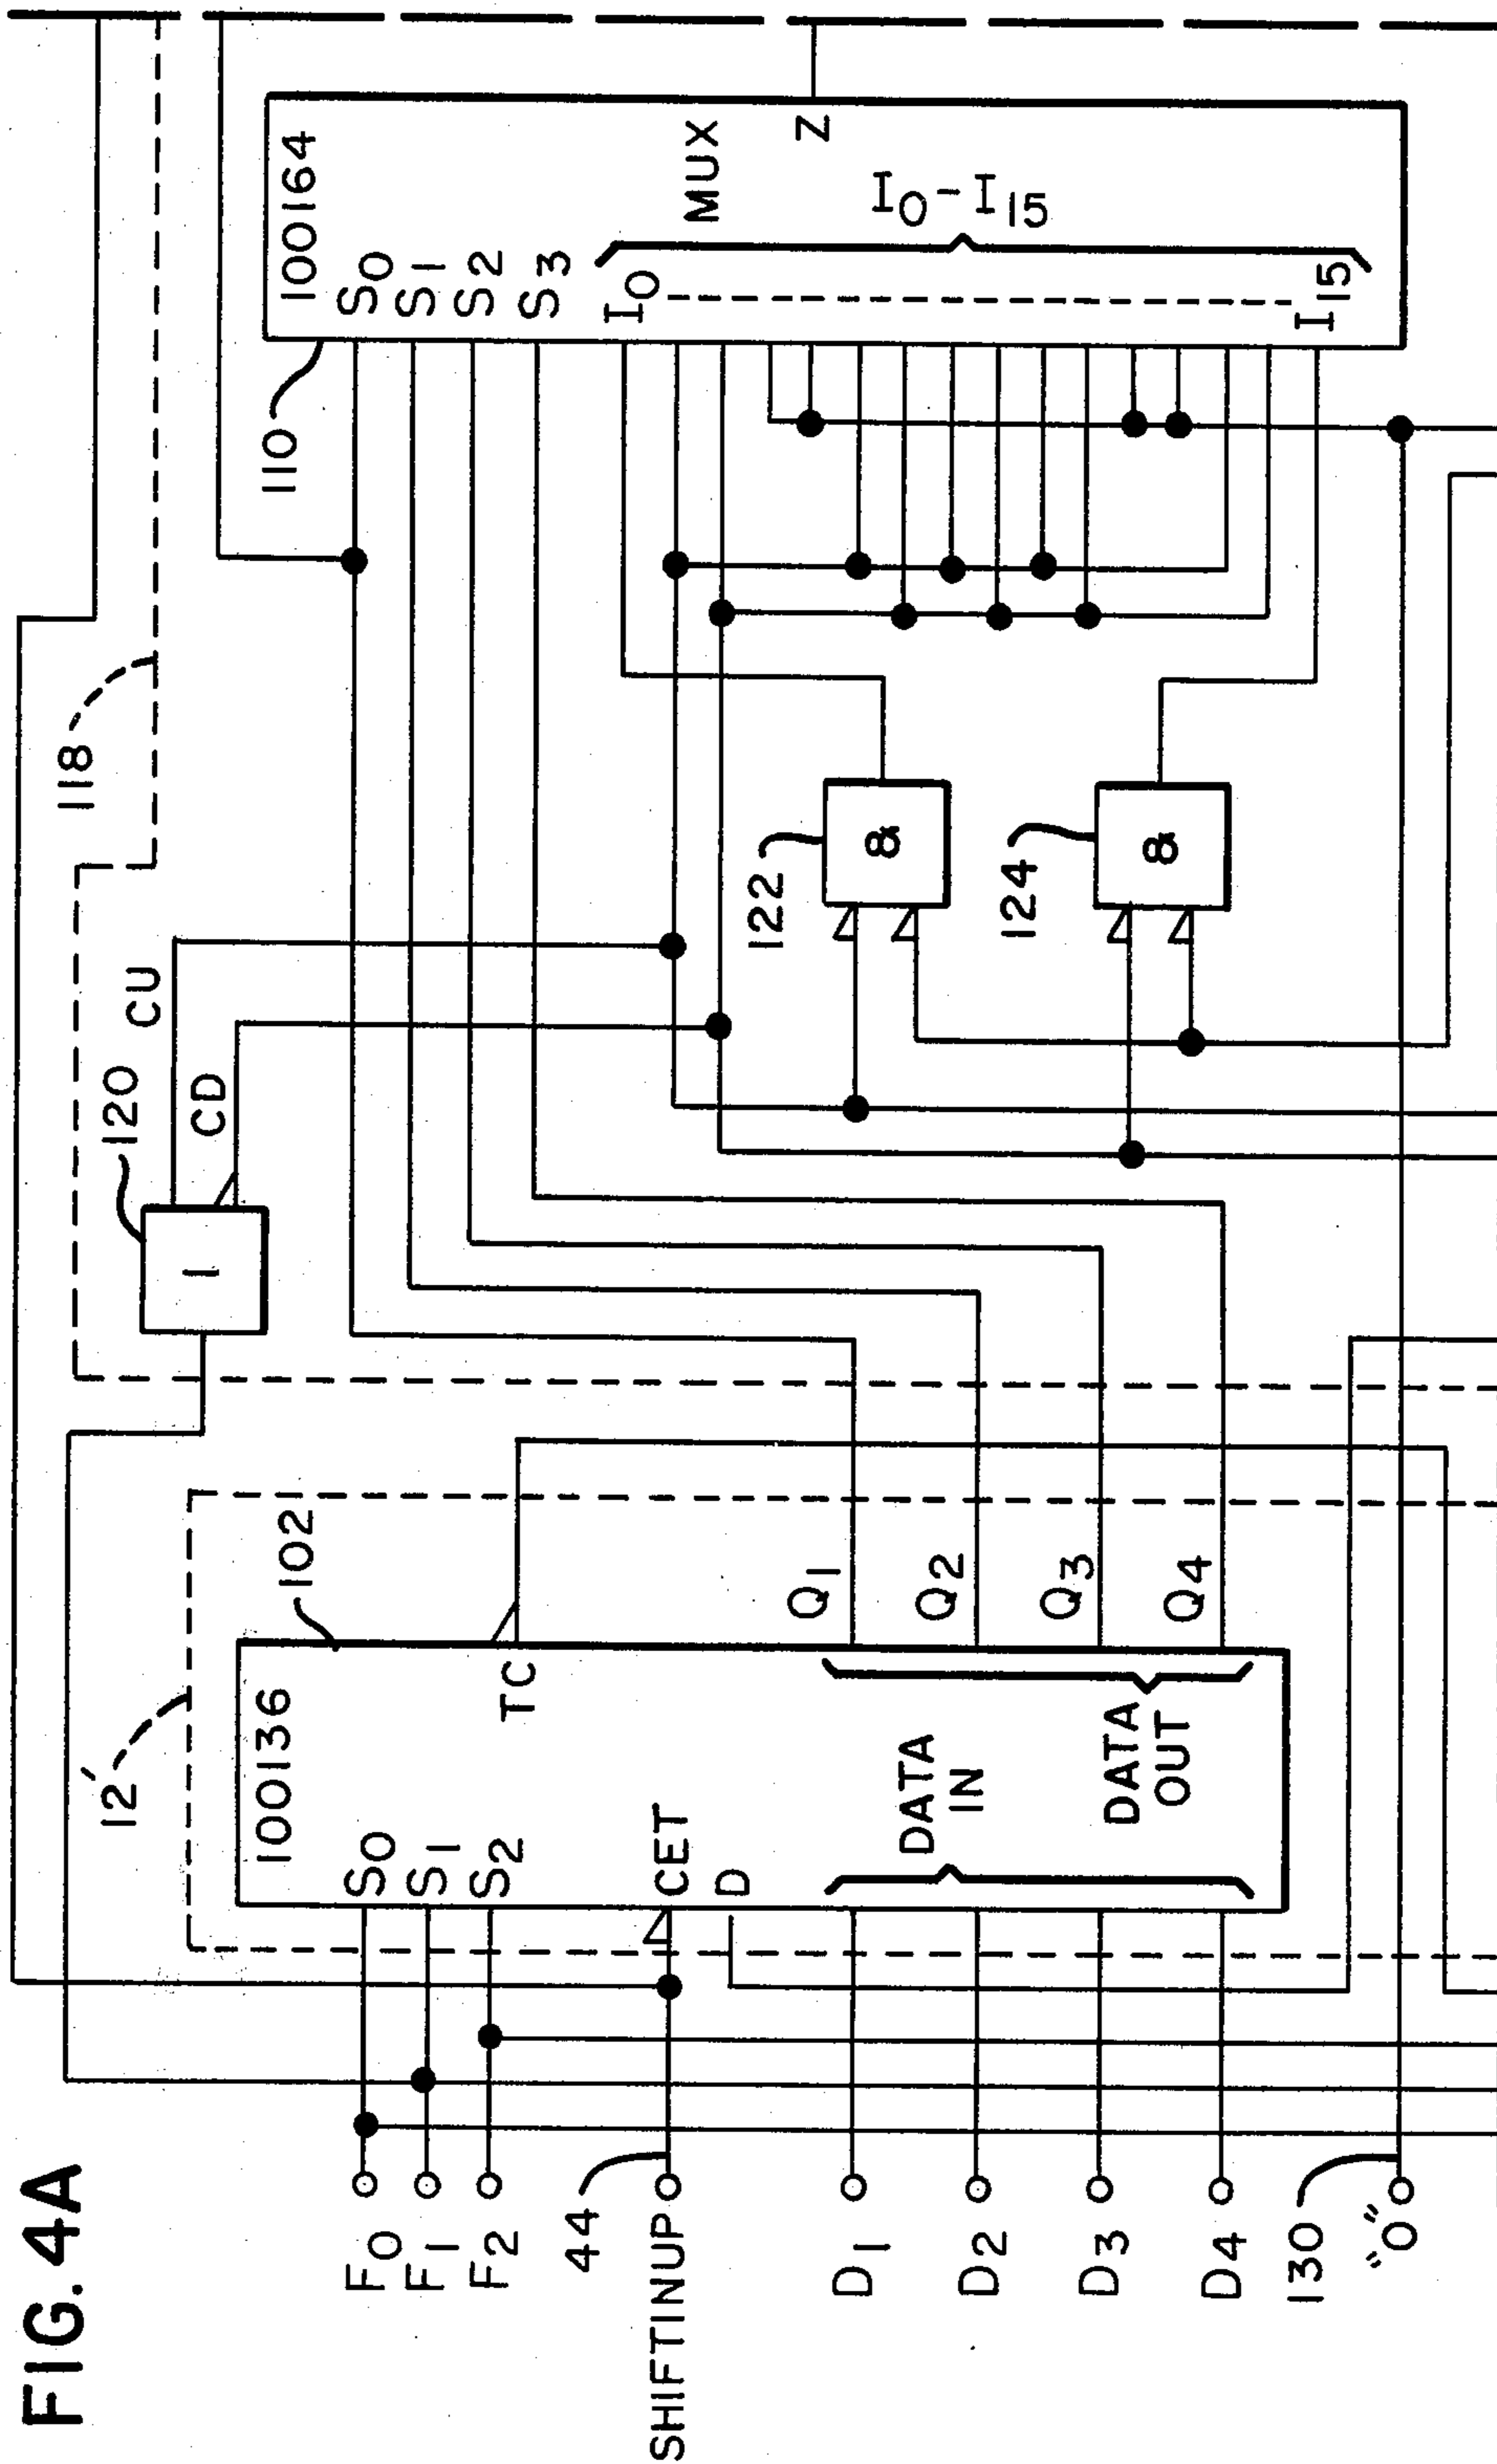 FIG. 4A
F0
F1
F2
44
SHIFTINUP
D1
D2
D3
D4
130
"0"
12'
102
100136
S0
S1
S2
CET
D
TC
DATA
IN
DATA
OUT
Q1
Q2
Q3
Q4
120
1
CU
CD
118
122
&
124
&
110
100164
S0
S1
S2
S3
I0
I15
I0-I15
MUX
Z